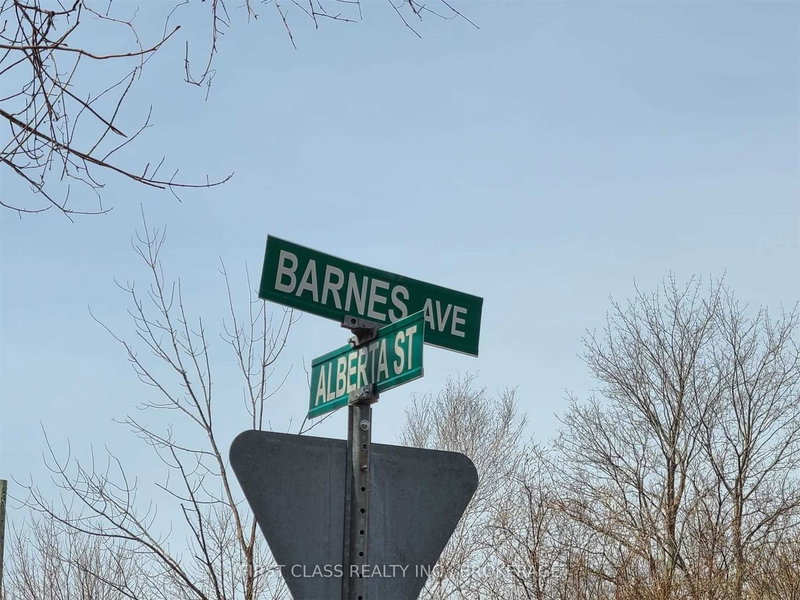 BARNES AVE
ALBERTA ST
FIRST CLASS REALTY INC., BROKERAGE